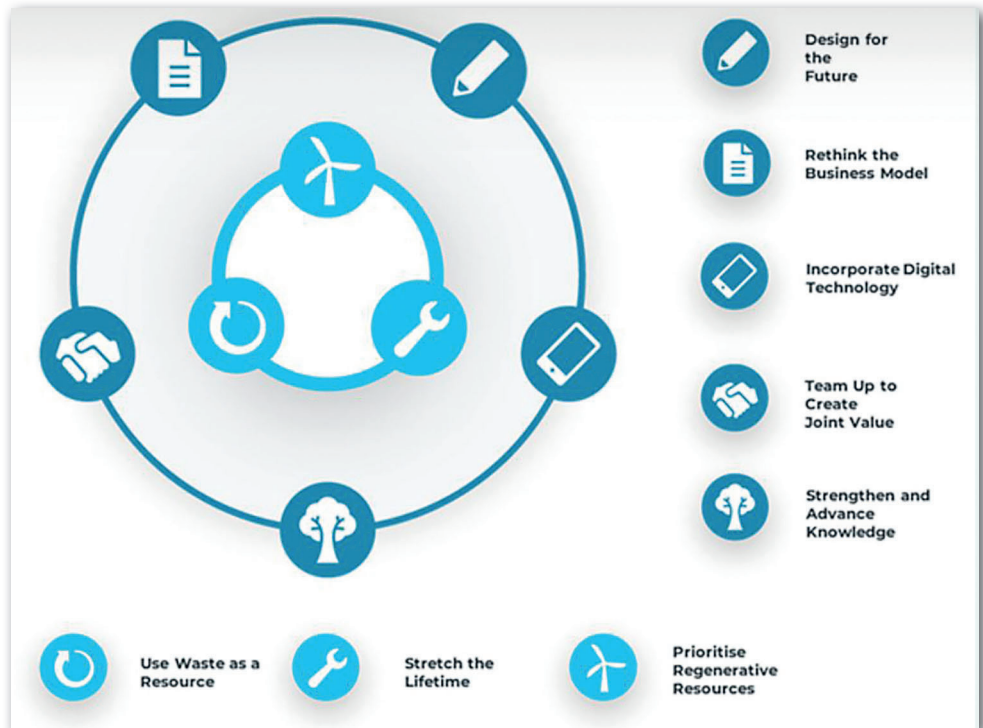 Design for
the
Future
Rethink the
Business Model
Incorporate Digital
Technology
Team Up to
Create
Joint Value
Strengthen and
Advance
Knowledge
Use Waste as a
Resource
Stretch the
Lifetime
Prioritise
Regenerative
Resources